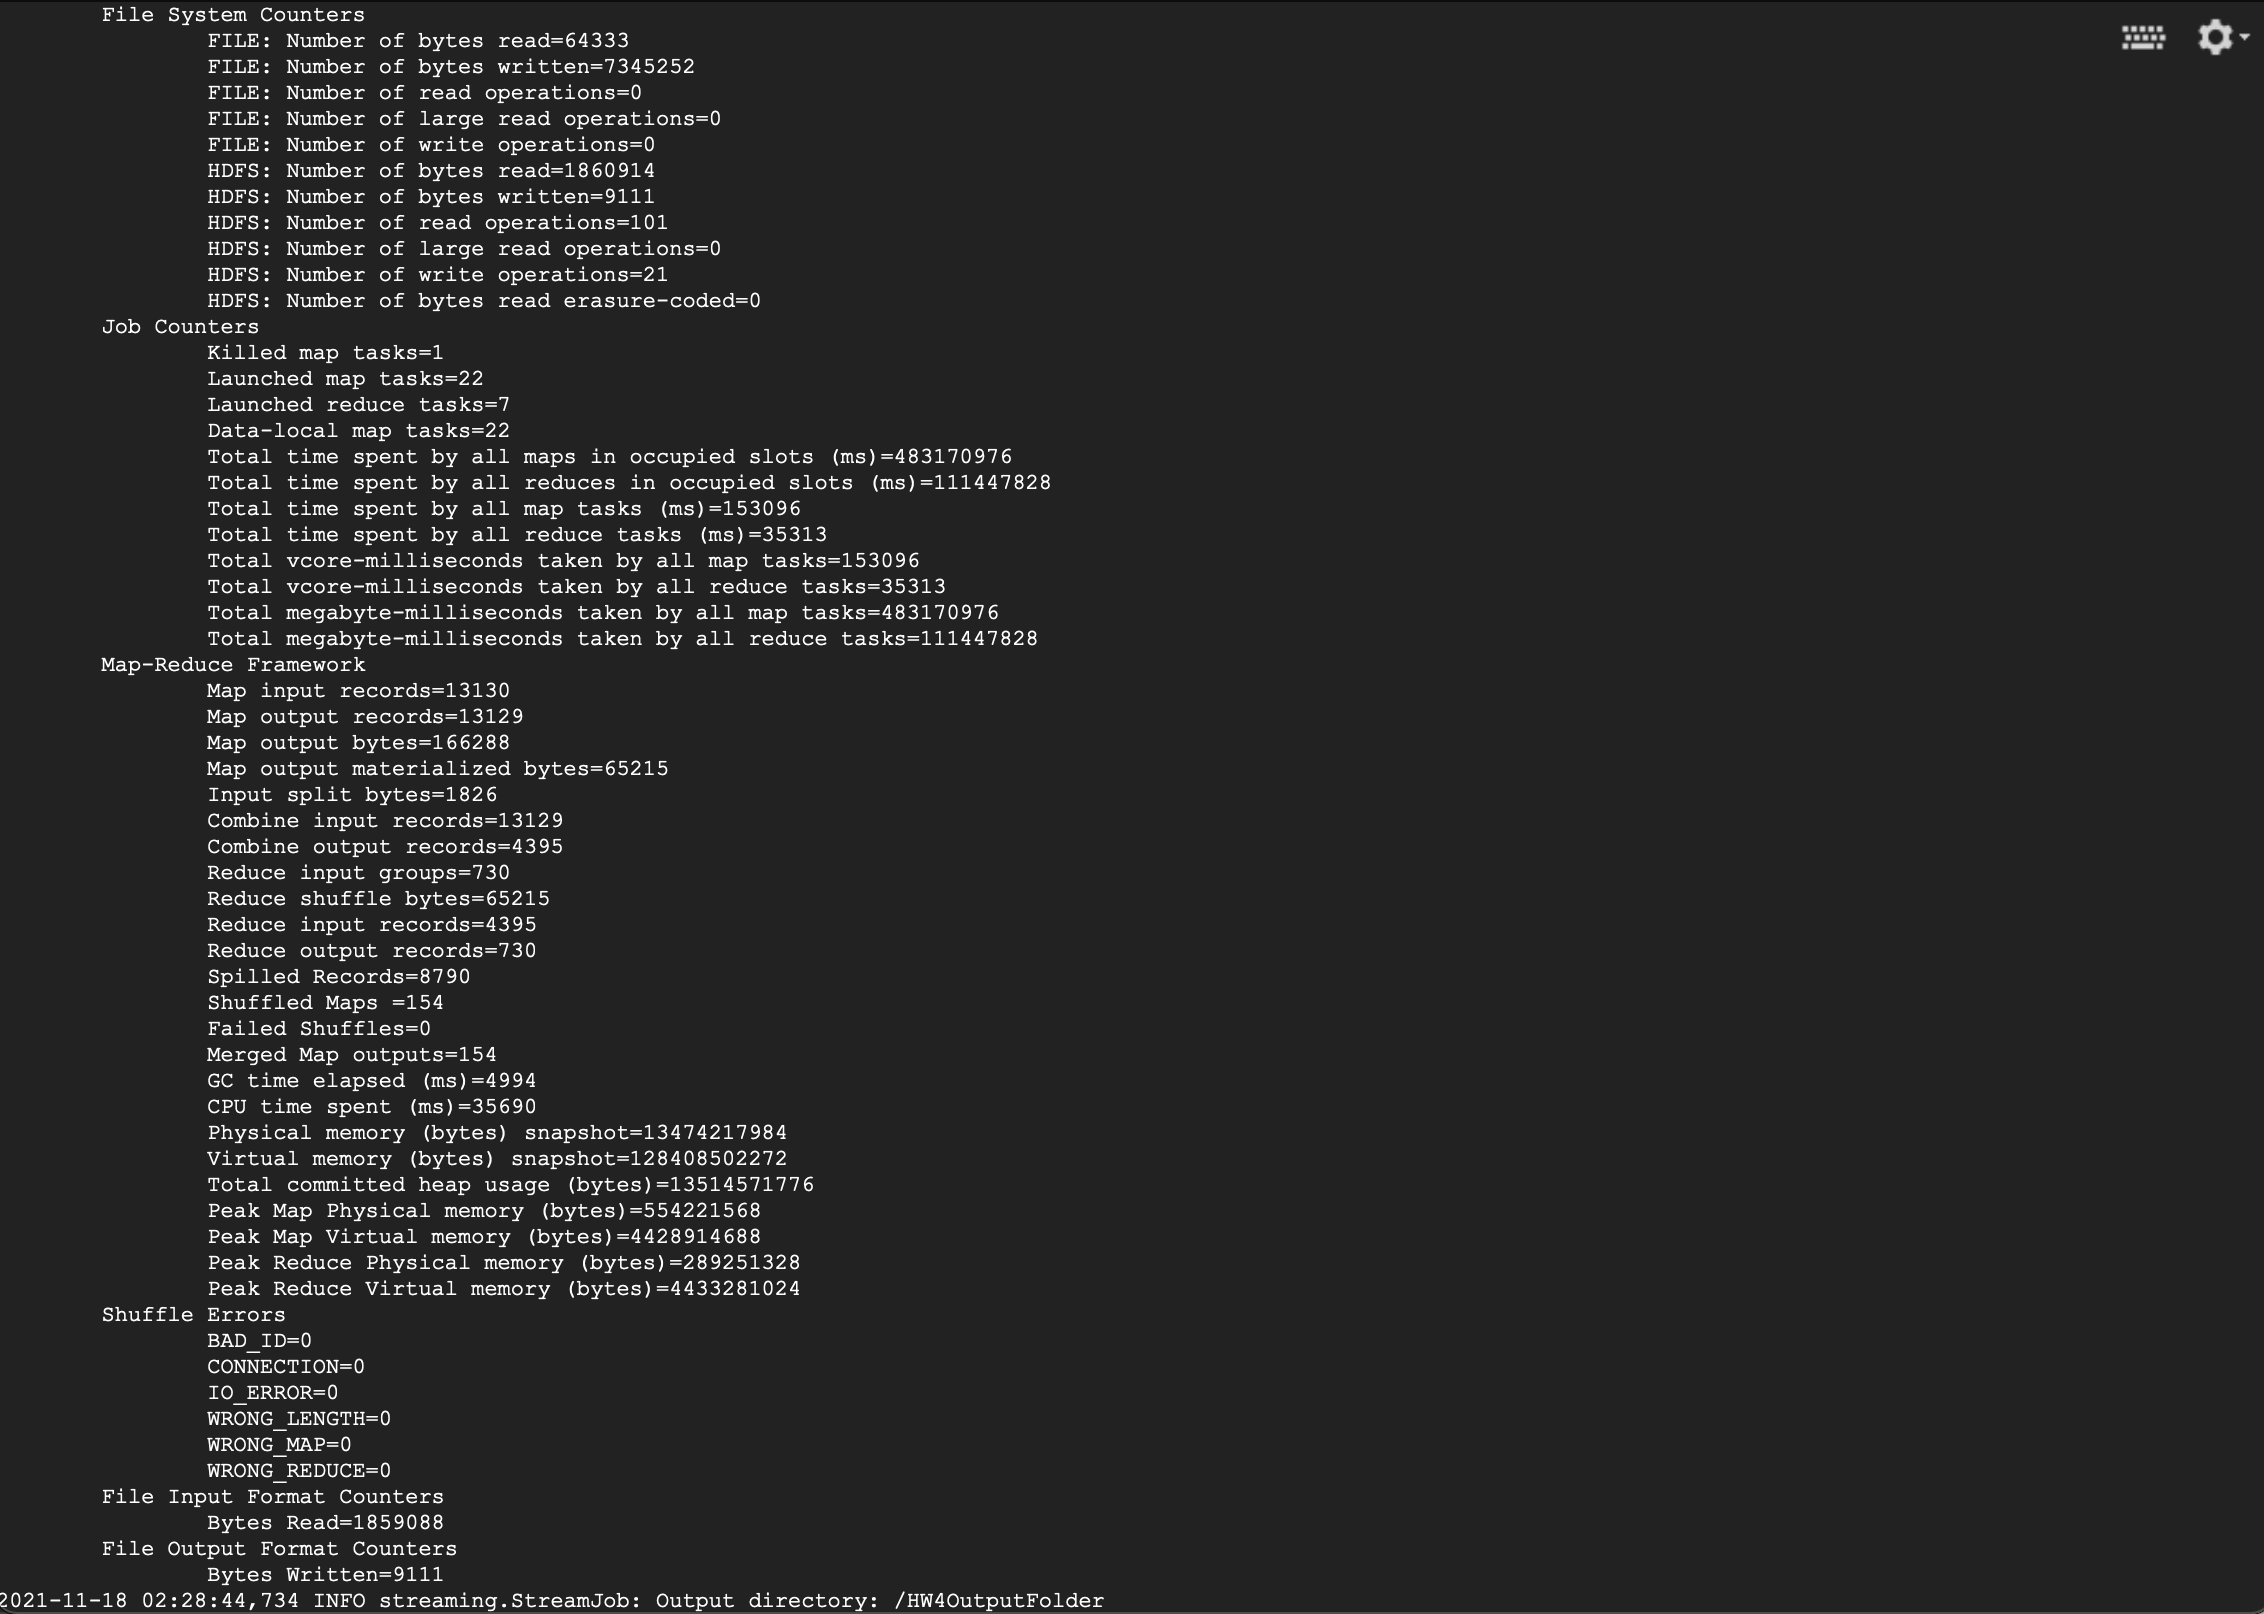 File System Counters
FILE: Number of bytes read=64333
FILE: Number of bytes written=7345252
FILE: Number of read operations=0
FILE: Number of large read operations=0
FILE: Number of write operations=0
HDFS: Number of bytes read=1860914
HDFS: Number of bytes written=9111
HDFS: Number of read operations=101
HDFS: Number of large read operations=0
HDFS: Number of write operations=21
HDFS: Number of bytes read erasure-coded=0
Job Counters
Killed map tasks=1
Launched map tasks=22
Launched reduce tasks=7
Data-local map tasks=22
Total time spent by all maps in occupied slots (ms)=483170976
Total time spent by all reduces in occupied slots (ms)=111447828
Total time spent by all map tasks (ms)=153096
Total time spent by all reduce tasks (ms)=35313
Total vcore-milliseconds taken by all map tasks=153096
Total vcore-milliseconds taken by all reduce tasks=35313
Total megabyte-milliseconds taken by all map tasks=483170976
Total megabyte-milliseconds taken by all reduce tasks=111447828
Map-Reduce Framework
Map input records=13130
Map output records=13129
Map output bytes=166288
Map output materialized bytes=65215
Input split bytes=1826
Combine input records=13129
Combine output records=4395
Reduce input groups=730
Reduce shuffle bytes=65215
Reduce input records=4395
Reduce output records=730
Spilled Records=8790
Shuffled Maps =154
Failed Shuffles=0
Merged Map outputs=154
GC time elapsed (ms)=4994
CPU time spent (ms)=35690
Physical memory (bytes) snapshot=13474217984
Virtual memory (bytes) snapshot=128408502272
Total committed heap usage (bytes)=13514571776
Peak Map Physical memory (bytes)=554221568
Peak Map Virtual memory (bytes)=4428914688
Peak Reduce Physical memory (bytes)=289251328
Peak Reduce Virtual memory (bytes)=4433281024
Shuffle Errors
BAD_ID=0
CONNECTION=0
IO_ERROR=0
WRONG_LENGTH=0
WRONG_MAP=0
WRONG_REDUCE=0
File Input Format Counters
Bytes Read=1859088
File Output Format Counters
Bytes Written=9111
2021-11-18 02:28:44,734 INFO streaming.StreamJob: Output directory: /HW4OutputFolder